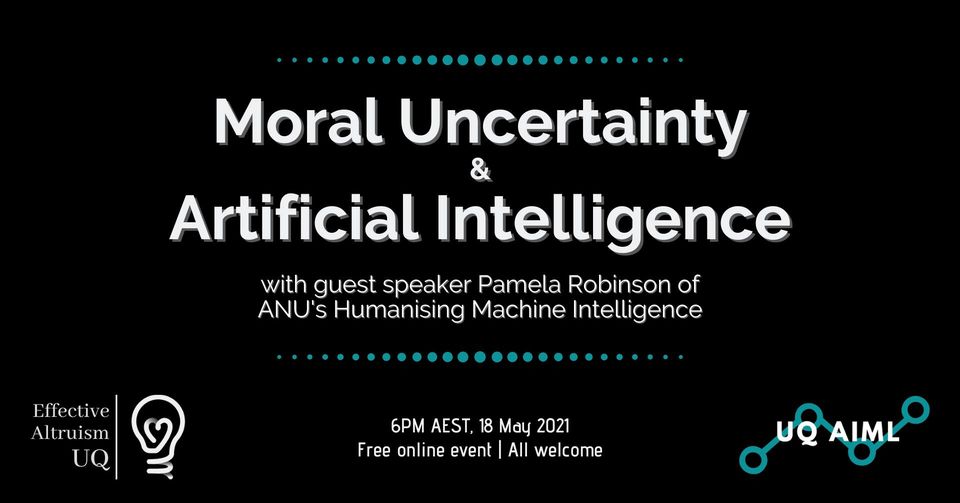 Moral Uncertainty
&
Artificial Intelligence
with guest speaker Pamela Robinson of
ANU's Humanising Machine Intelligence
Effective
Altruism
UQ
6PM AEST, 18 May 2021
Free online event | All welcome
UQ AIML